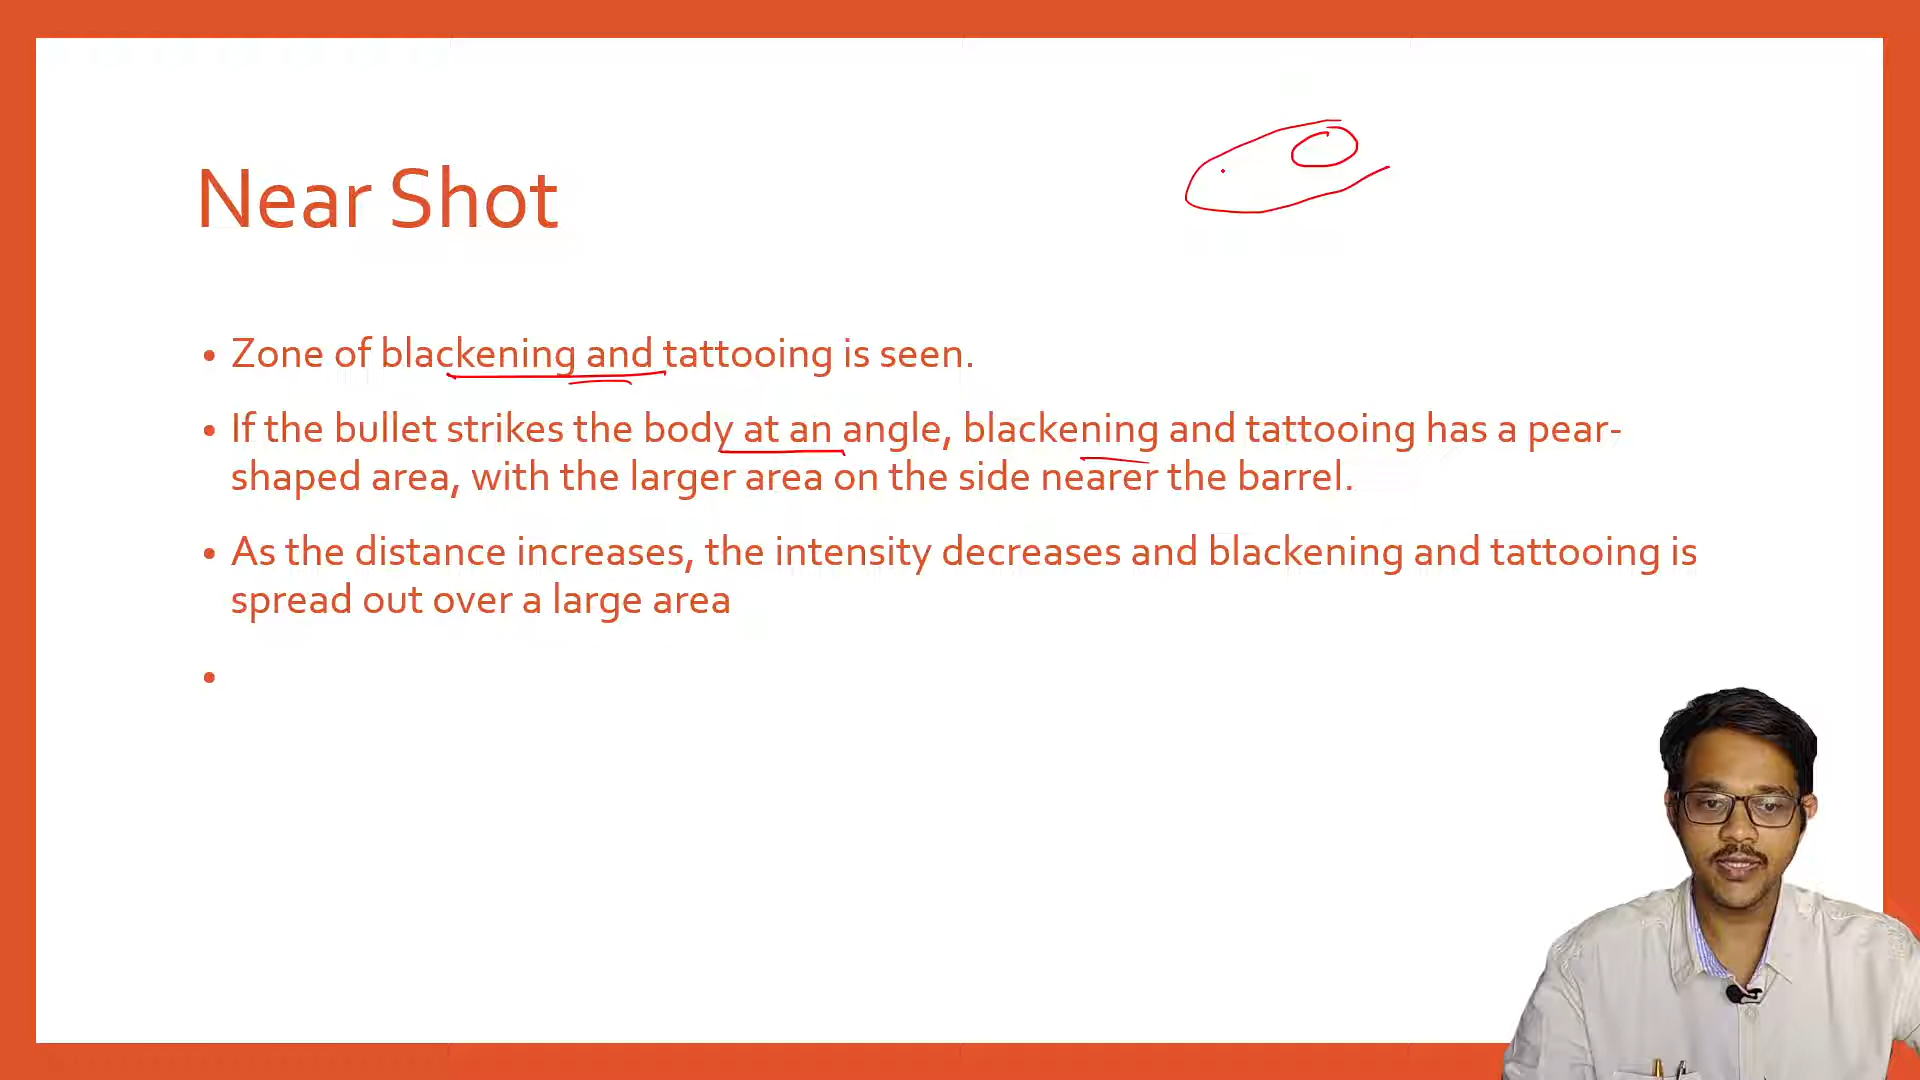 Near Shot
• Zone of blackening and tattooing is seen.
• If the bullet strikes the body at an angle, blackening and tattooing has a pear-
shaped area, with the larger area on the side nearer the barrel.
• As the distance increases, the intensity decreases and blackening and tattooing is
spread out over a large area
•